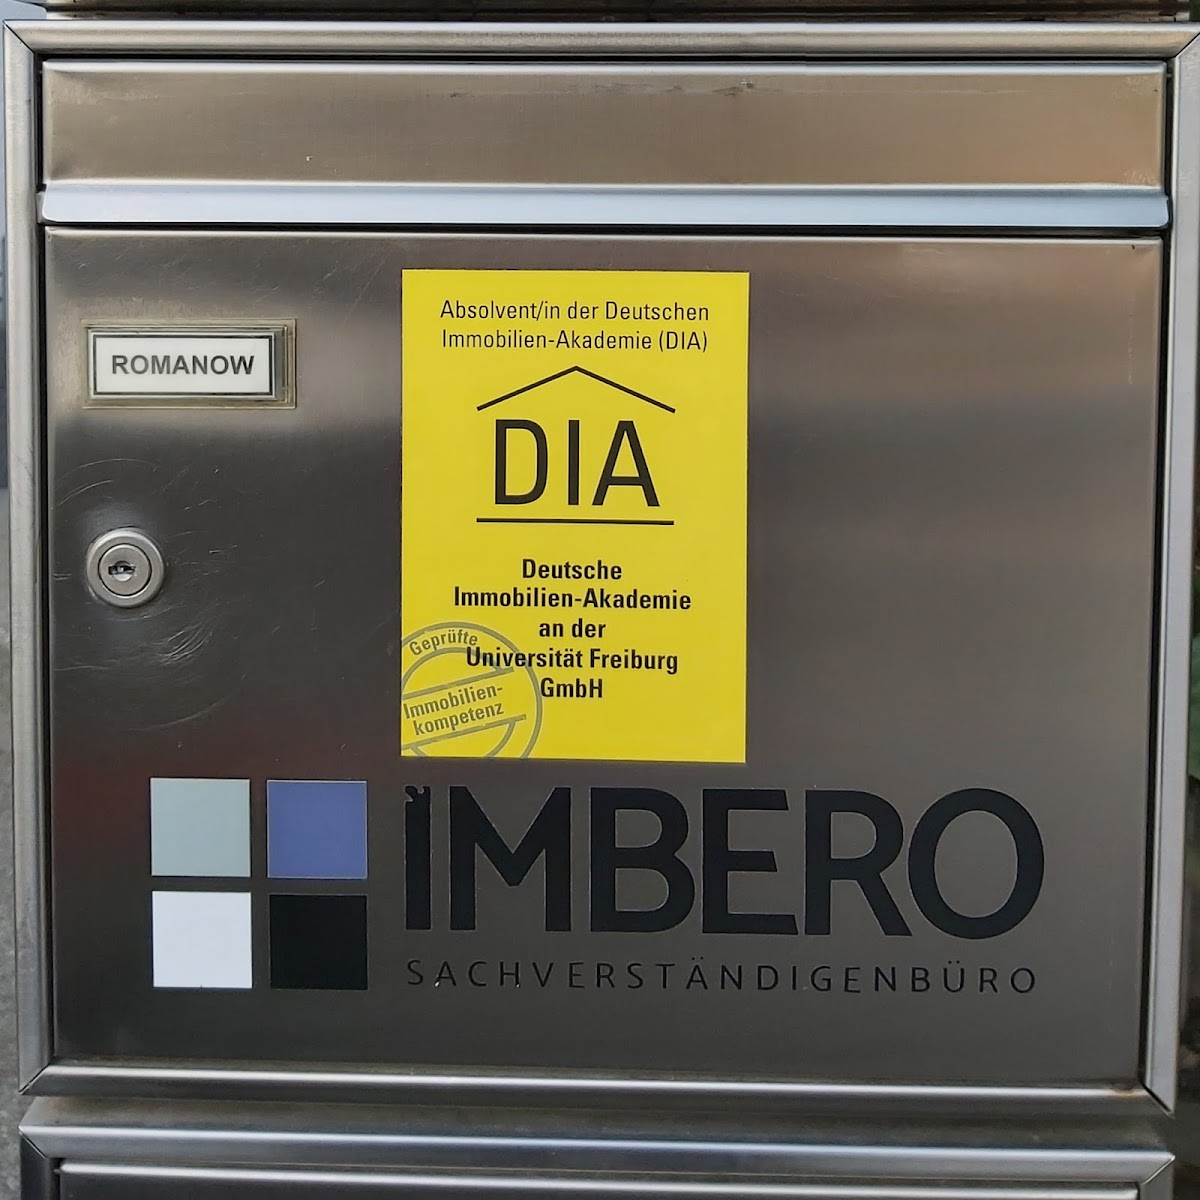 Absolvent/in der Deutschen
Immobilien-Akademie (DIA)
ROMANOW
DIA
Deutsche
Immobilien-Akademie
an der
Universität Freiburg
GmbH
Geprüfte
Immobilien-
kompetenz
IMBERO
SACHVERSTÄNDIGENBÜRO